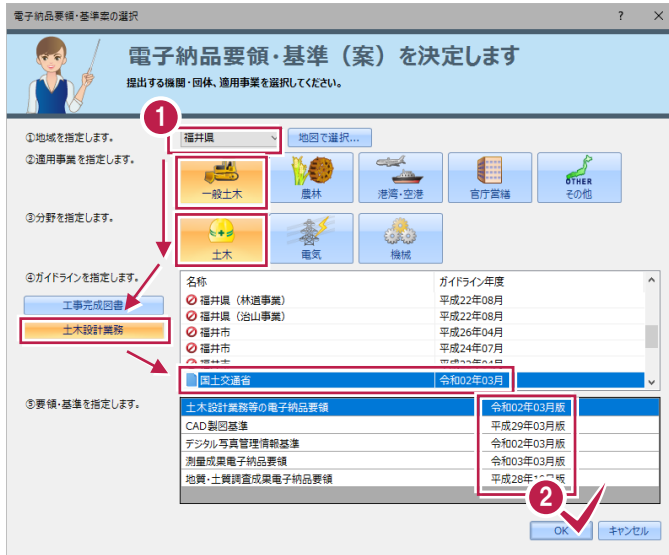 電子納品要領・基準案の選択
? ×
電子納品要領・基準（案）を決定します
提出する機関・団体、適用事業を選択してください。
1
①地域を指定します。
福井県
地図で選択...
②適用事業を指定します。
一般土木
農林
港湾・空港
官庁営繕
OTHER
その他
③分野を指定します。
土木
電気
機械
④ガイドラインを指定します。
工事完成図書
土木設計業務
名称 ガイドライン年度
福井県（林道事業） 平成22年08月
福井県（治山事業） 平成22年08月
福井市 平成26年04月
福井市 平成24年07月
国土交通省 令和02年03月
⑤要領・基準を指定します。
土木設計業務等の電子納品要領 令和02年03月版
CAD製図基準 平成29年03月版
デジタル写真管理情報基準 令和02年03月版
測量成果電子納品要領 令和03年03月版
地質・土質調査成果電子納品要領 平成28年10月版
2
OK
キャンセル